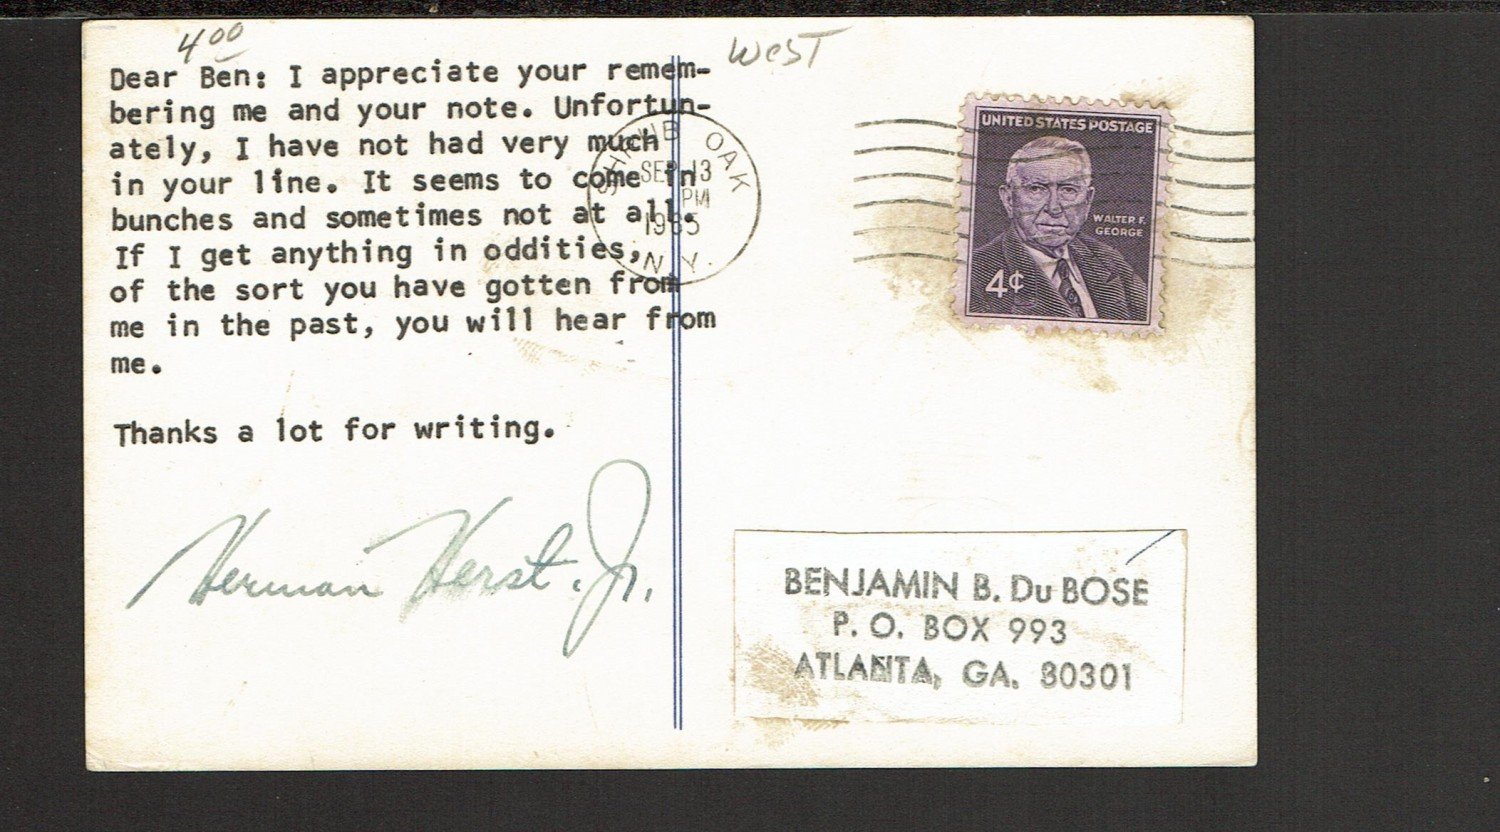 4 00
West
Dear Ben: I appreciate your remem-
bering me and your note. Unfortun-
ately, I have not had very much
in your line. It seems to come in
bunches and sometimes not at all.
If I get anything in oddities,
of the sort you have gotten from
me in the past, you will hear from
me.
Thanks a lot for writing.
Herman Herst. Jr.
SHRUB OAK
SEP 13
PM
1965
N.Y.
UNITED STATES POSTAGE
WALTER F.
GEORGE
4¢
BENJAMIN B. Du BOSE
P. O. BOX 993
ATLANTA, GA. 30301